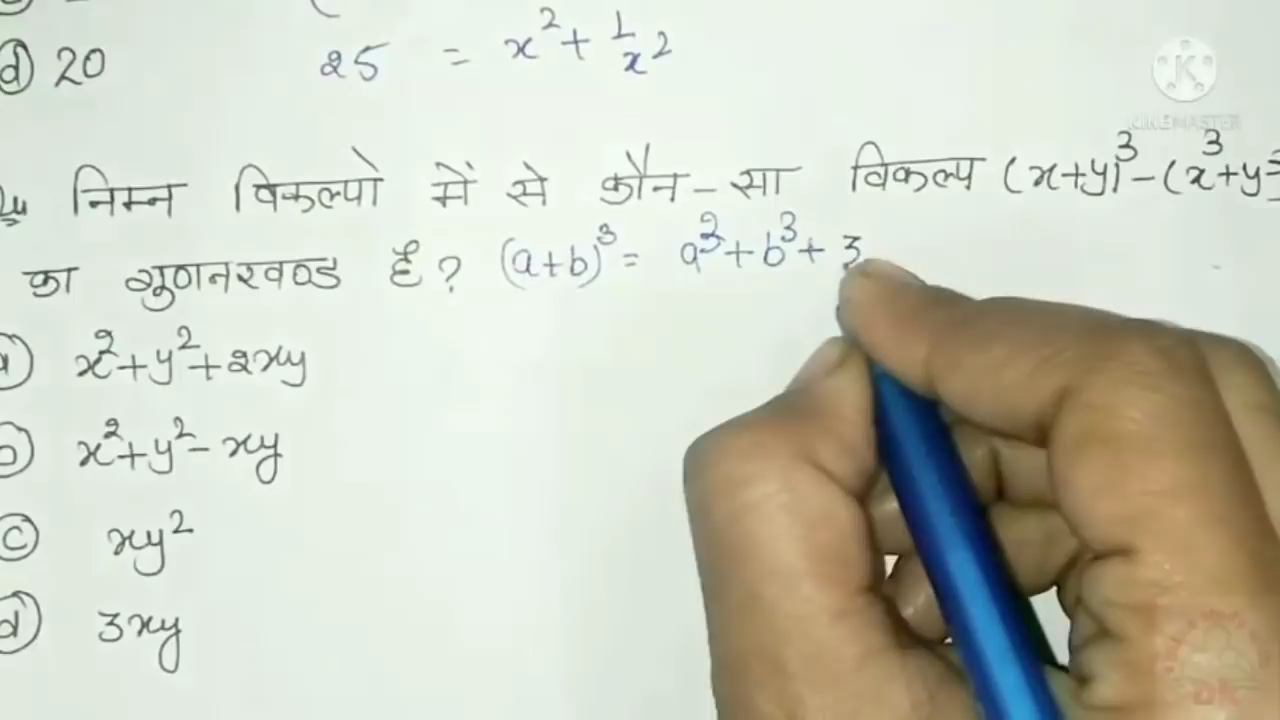 ⓓ 20
25 = x² + 1/x²
K
KINEMASTER
निम्न विकल्पो में से कौन-सा विकल्प (x+y)³-(x³+y³
का गुणनखण्ड है? (a+b)³ = a³+b³+ 3
x²+y²+2xy
ⓑ x²+y²-xy
ⓒ xy²
ⓓ 3xy